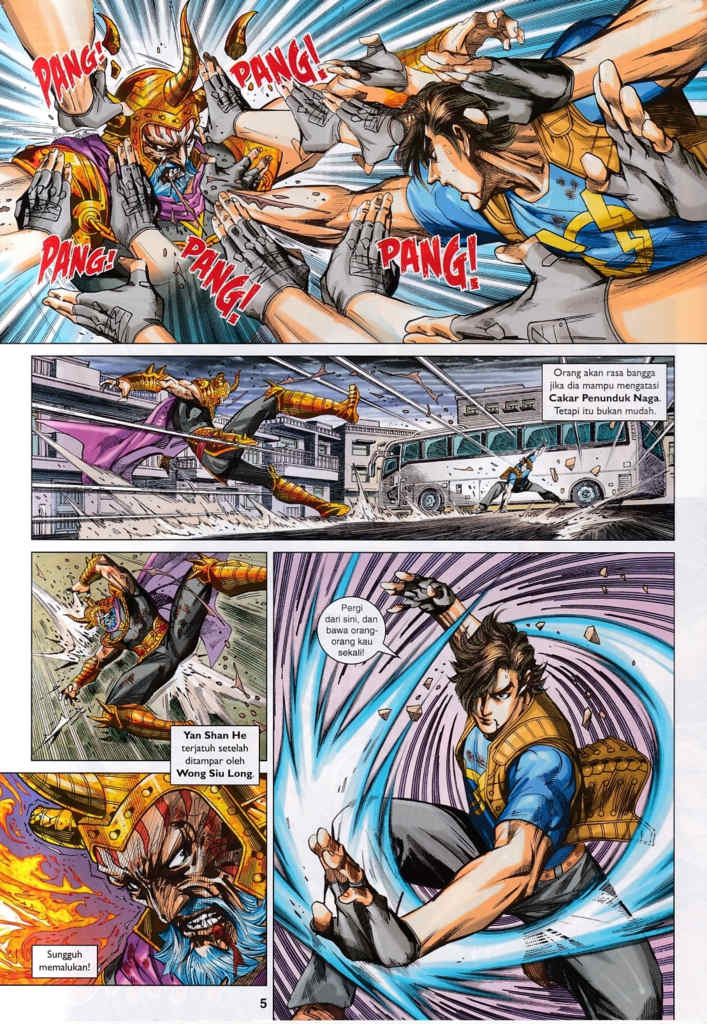 PANG!
PANG!
PANG!
PANG!
PANG!
Orang akan rasa bangga
jika dia mampu mengatasi
Cakar Penunduk Naga.
Tetapi itu bukan mudah.
Yan Shan He
terjatuh setelah
ditampar oleh
Wong Siu Long.
Pergi
dari sini, dan
bawa orang-
orang kau
sekali!
Sungguh
memalukan!
5